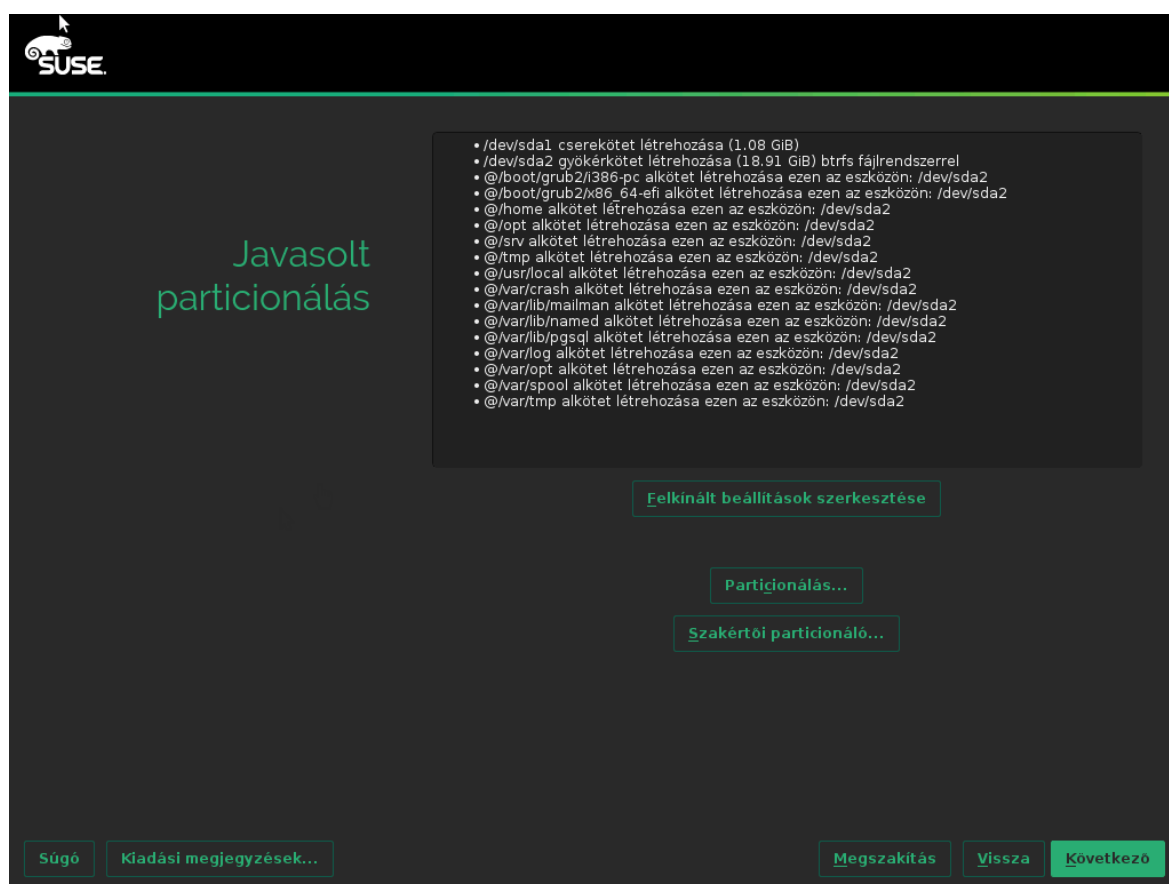 SUSE.
Javasolt
particionálás
• /dev/sda1 cserekötet létrehozása (1.08 GiB)
• /dev/sda2 gyökérkötet létrehozása (18.91 GiB) btrfs fájlrendszerrel
• @/boot/grub2/i386-pc alkötet létrehozása ezen az eszközön: /dev/sda2
• @/boot/grub2/x86_64-efi alkötet létrehozása ezen az eszközön: /dev/sda2
• @/home alkötet létrehozása ezen az eszközön: /dev/sda2
• @/opt alkötet létrehozása ezen az eszközön: /dev/sda2
• @/srv alkötet létrehozása ezen az eszközön: /dev/sda2
• @/tmp alkötet létrehozása ezen az eszközön: /dev/sda2
• @/usr/local alkötet létrehozása ezen az eszközön: /dev/sda2
• @/var/crash alkötet létrehozása ezen az eszközön: /dev/sda2
• @/var/lib/mailman alkötet létrehozása ezen az eszközön: /dev/sda2
• @/var/lib/named alkötet létrehozása ezen az eszközön: /dev/sda2
• @/var/lib/pgsql alkötet létrehozása ezen az eszközön: /dev/sda2
• @/var/log alkötet létrehozása ezen az eszközön: /dev/sda2
• @/var/opt alkötet létrehozása ezen az eszközön: /dev/sda2
• @/var/spool alkötet létrehozása ezen az eszközön: /dev/sda2
• @/var/tmp alkötet létrehozása ezen az eszközön: /dev/sda2
Felkínált beállítások szerkesztése
Particionálás...
Szakértõi particionáló...
Súgó
Kiadási megjegyzések...
Megszakítás
Vissza
Következõ